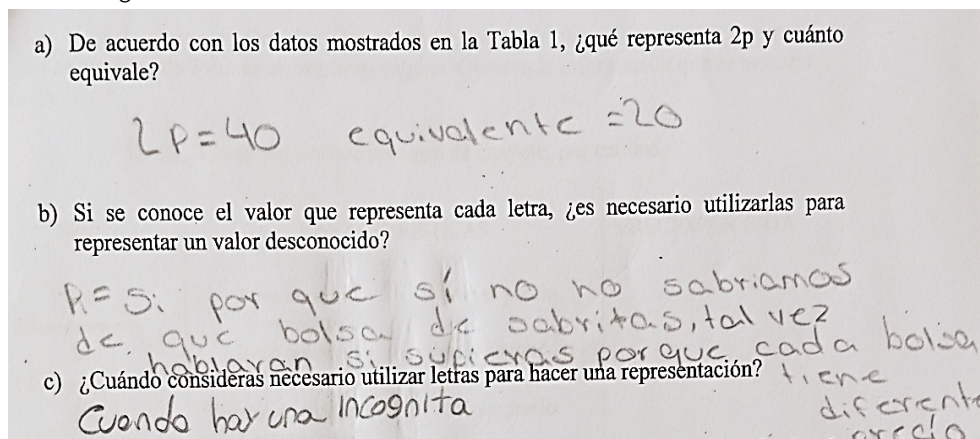 a) De acuerdo con los datos mostrados en la Tabla 1, ¿qué representa 2p y cuánto
equivale?
2P=40 equivalente =20
b) Si se conoce el valor que representa cada letra, ¿es necesario utilizarlas para
representar un valor desconocido?
R= Si por que sí no no sabriamos
de que bolsa de sabritas, tal vez
hablaran si supieras porque cada bolsa
tiene
diferente
precio
c) ¿Cuándo consideras necesario utilizar letras para hacer una representación?
Cuando hay una incognita